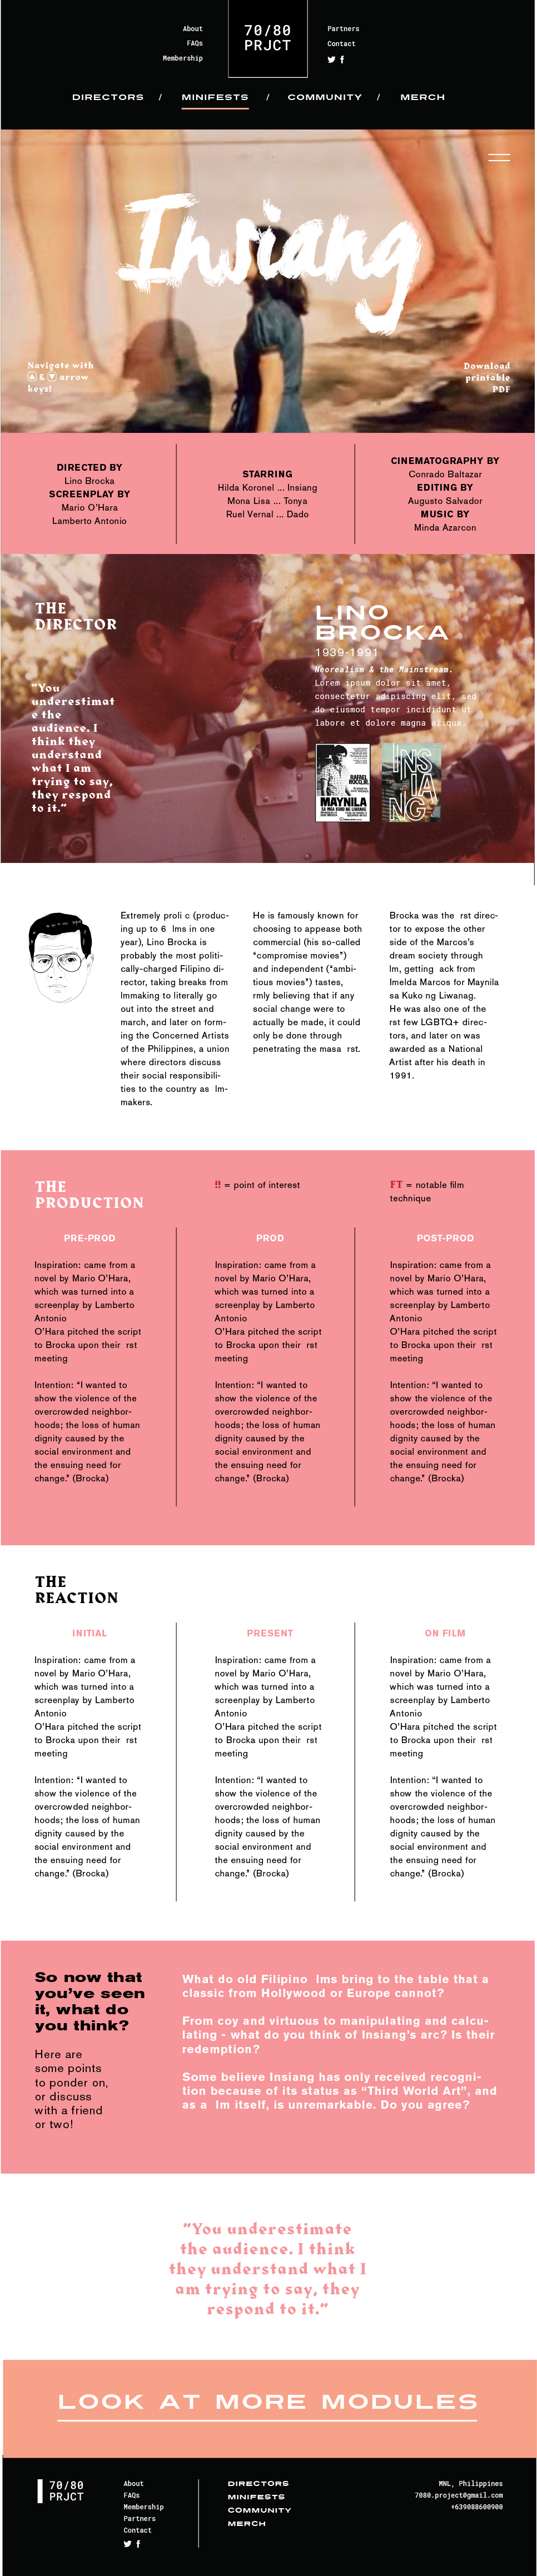 About
FAQs
Membership
70/80
PRJCT
Partners
Contact
DIRECTORS / MINIFESTS / COMMUNITY / MERCH
Insiang
Navigate with
& arrow
keys!
Download
printable
PDF
DIRECTED BY
Lino Brocka
SCREENPLAY BY
Mario O'Hara
Lamberto Antonio
STARRING
Hilda Koronel ... Insiang
Mona Lisa ... Tonya
Ruel Vernal ... Dado
CINEMATOGRAPHY BY
Conrado Baltazar
EDITING BY
Augusto Salvador
MUSIC BY
Minda Azarcon
THE
DIRECTOR
"You
underestimat
e the
audience. I
think they
understand
what I am
trying to say,
they respond
to it."
LINO
BROCKA
1939-1991
Neorealism & the Mainstream.
Lorem ipsum dolor sit amet,
consectetur adipiscing elit, sed
do eiusmod tempor incididunt ut
labore et dolore magna aliqua.
RAFAEL
ROCO, JR.
MAYNILA
SA MGA KUKO NG LIWANAG
INSIANG
Extremely proli c (produc-
ing up to 6  lms in one
year), Lino Brocka is
probably the most politi-
cally-charged Filipino di-
rector, taking breaks from
lmmaking to literally go
out into the street and
march, and later on form-
ing the Concerned Artists
of the Philippines, a union
where directors discuss
their social responsibili-
ties to the country as  lm-
makers.
He is famously known for
choosing to appease both
commercial (his so-called
“compromise movies”)
and independent (“ambi-
tious movies”) tastes,
rmly believing that if any
social change were to
actually be made, it could
only be done through
penetrating the masa  rst.
Brocka was the  rst direc-
tor to expose the other
side of the Marcos's
dream society through
lm, getting  ack from
Imelda Marcos for Maynila
sa Kuko ng Liwanag.
He was also one of the
rst few LGBTQ+ direc-
tors, and later on was
awarded as a National
Artist after his death in
1991.
THE
PRODUCTION
!! = point of interest
FT = notable film
technique
PRE-PROD
Inspiration: came from a
novel by Mario O'Hara,
which was turned into a
screenplay by Lamberto
Antonio
O'Hara pitched the script
to Brocka upon their  rst
meeting
Intention: “I wanted to
show the violence of the
overcrowded neighbor-
hoods; the loss of human
dignity caused by the
social environment and
the ensuing need for
change.” (Brocka)
PROD
Inspiration: came from a
novel by Mario O'Hara,
which was turned into a
screenplay by Lamberto
Antonio
O'Hara pitched the script
to Brocka upon their  rst
meeting
Intention: “I wanted to
show the violence of the
overcrowded neighbor-
hoods; the loss of human
dignity caused by the
social environment and
the ensuing need for
change.” (Brocka)
POST-PROD
Inspiration: came from a
novel by Mario O'Hara,
which was turned into a
screenplay by Lamberto
Antonio
O'Hara pitched the script
to Brocka upon their  rst
meeting
Intention: “I wanted to
show the violence of the
overcrowded neighbor-
hoods; the loss of human
dignity caused by the
social environment and
the ensuing need for
change.” (Brocka)
THE
REACTION
INITIAL
Inspiration: came from a
novel by Mario O'Hara,
which was turned into a
screenplay by Lamberto
Antonio
O'Hara pitched the script
to Brocka upon their  rst
meeting
Intention: “I wanted to
show the violence of the
overcrowded neighbor-
hoods; the loss of human
dignity caused by the
social environment and
the ensuing need for
change.” (Brocka)
PRESENT
Inspiration: came from a
novel by Mario O'Hara,
which was turned into a
screenplay by Lamberto
Antonio
O'Hara pitched the script
to Brocka upon their  rst
meeting
Intention: “I wanted to
show the violence of the
overcrowded neighbor-
hoods; the loss of human
dignity caused by the
social environment and
the ensuing need for
change.” (Brocka)
ON FILM
Inspiration: came from a
novel by Mario O'Hara,
which was turned into a
screenplay by Lamberto
Antonio
O'Hara pitched the script
to Brocka upon their  rst
meeting
Intention: “I wanted to
show the violence of the
overcrowded neighbor-
hoods; the loss of human
dignity caused by the
social environment and
the ensuing need for
change.” (Brocka)
So now that
you've seen
it, what do
you think?
Here are
some points
to ponder on,
or discuss
with a friend
or two!
What do old Filipino  lms bring to the table that a
classic from Hollywood or Europe cannot?
From coy and virtuous to manipulating and calcu-
lating - what do you think of Insiang's arc? Is their
redemption?
Some believe Insiang has only received recogni-
tion because of its status as “Third World Art”, and
as a  lm itself, is unremarkable. Do you agree?
"You underestimate
the audience. I think
they understand what I
am trying to say, they
respond to it."
LOOK AT MORE MODULES
70/80
PRJCT
About
FAQs
Membership
Partners
Contact
DIRECTORS
MINIFESTS
COMMUNITY
MERCH
MNL, Philippines
7080.project@gmail.com
+639088600900